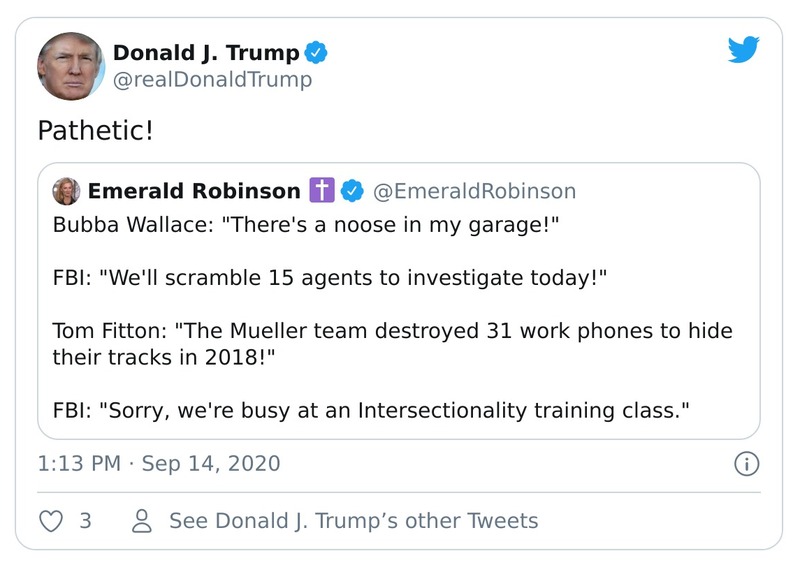 Donald J. Trump
@realDonaldTrump
Pathetic!
Emerald Robinson ✝️ @EmeraldRobinson
Bubba Wallace: "There's a noose in my garage!"
FBI: "We'll scramble 15 agents to investigate today!"
Tom Fitton: "The Mueller team destroyed 31 work phones to hide
their tracks in 2018!"
FBI: "Sorry, we're busy at an Intersectionality training class."
1:13 PM · Sep 14, 2020
3 See Donald J. Trump’s other Tweets